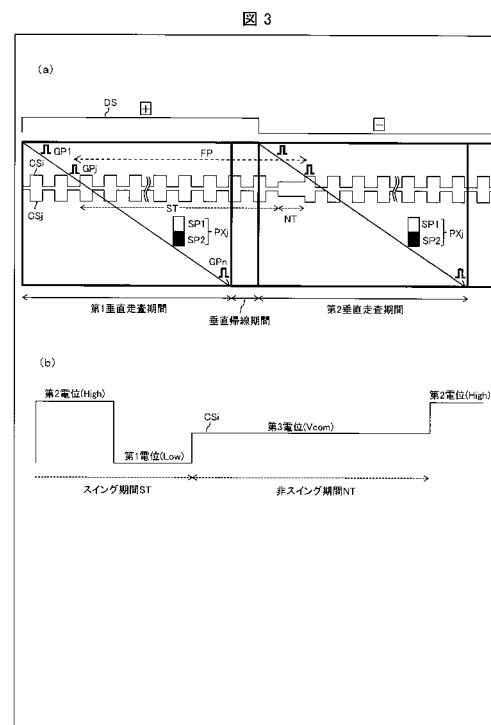 図 3
(a)
DS
+
−
GP1
GPj
FP
CSi
CSj
ST
NT
SP1
SP2
PXj
SP1
SP2
PXj
GPn
第1垂直走査期間
垂直帰線期間
第2垂直走査期間
(b)
第2電位(High)
第2電位(High)
CSi
第3電位(Vcom)
第1電位(Low)
スイング期間ST
非スイング期間NT